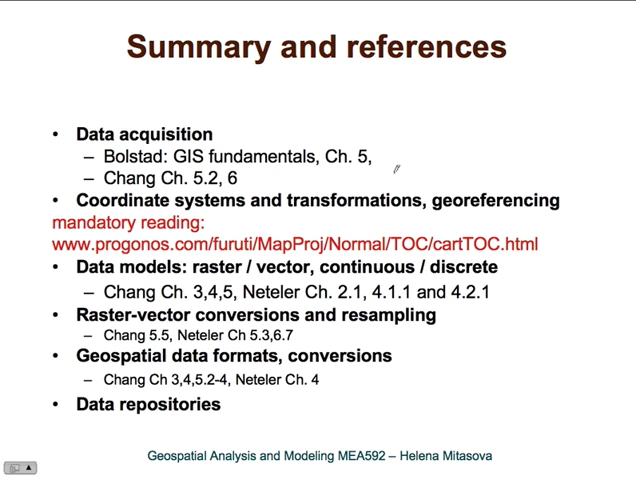 Summary and references
• Data acquisition
– Bolstad: GIS fundamentals, Ch. 5,
– Chang Ch. 5.2, 6
• Coordinate systems and transformations, georeferencing
mandatory reading:
www.progonos.com/furuti/MapProj/Normal/TOC/cartTOC.html
• Data models: raster / vector, continuous / discrete
– Chang Ch. 3,4,5, Neteler Ch. 2.1, 4.1.1 and 4.2.1
• Raster-vector conversions and resampling
– Chang 5.5, Neteler Ch 5.3,6.7
• Geospatial data formats, conversions
– Chang Ch 3,4,5.2-4, Neteler Ch. 4
• Data repositories
Geospatial Analysis and Modeling MEA592 – Helena Mitasova